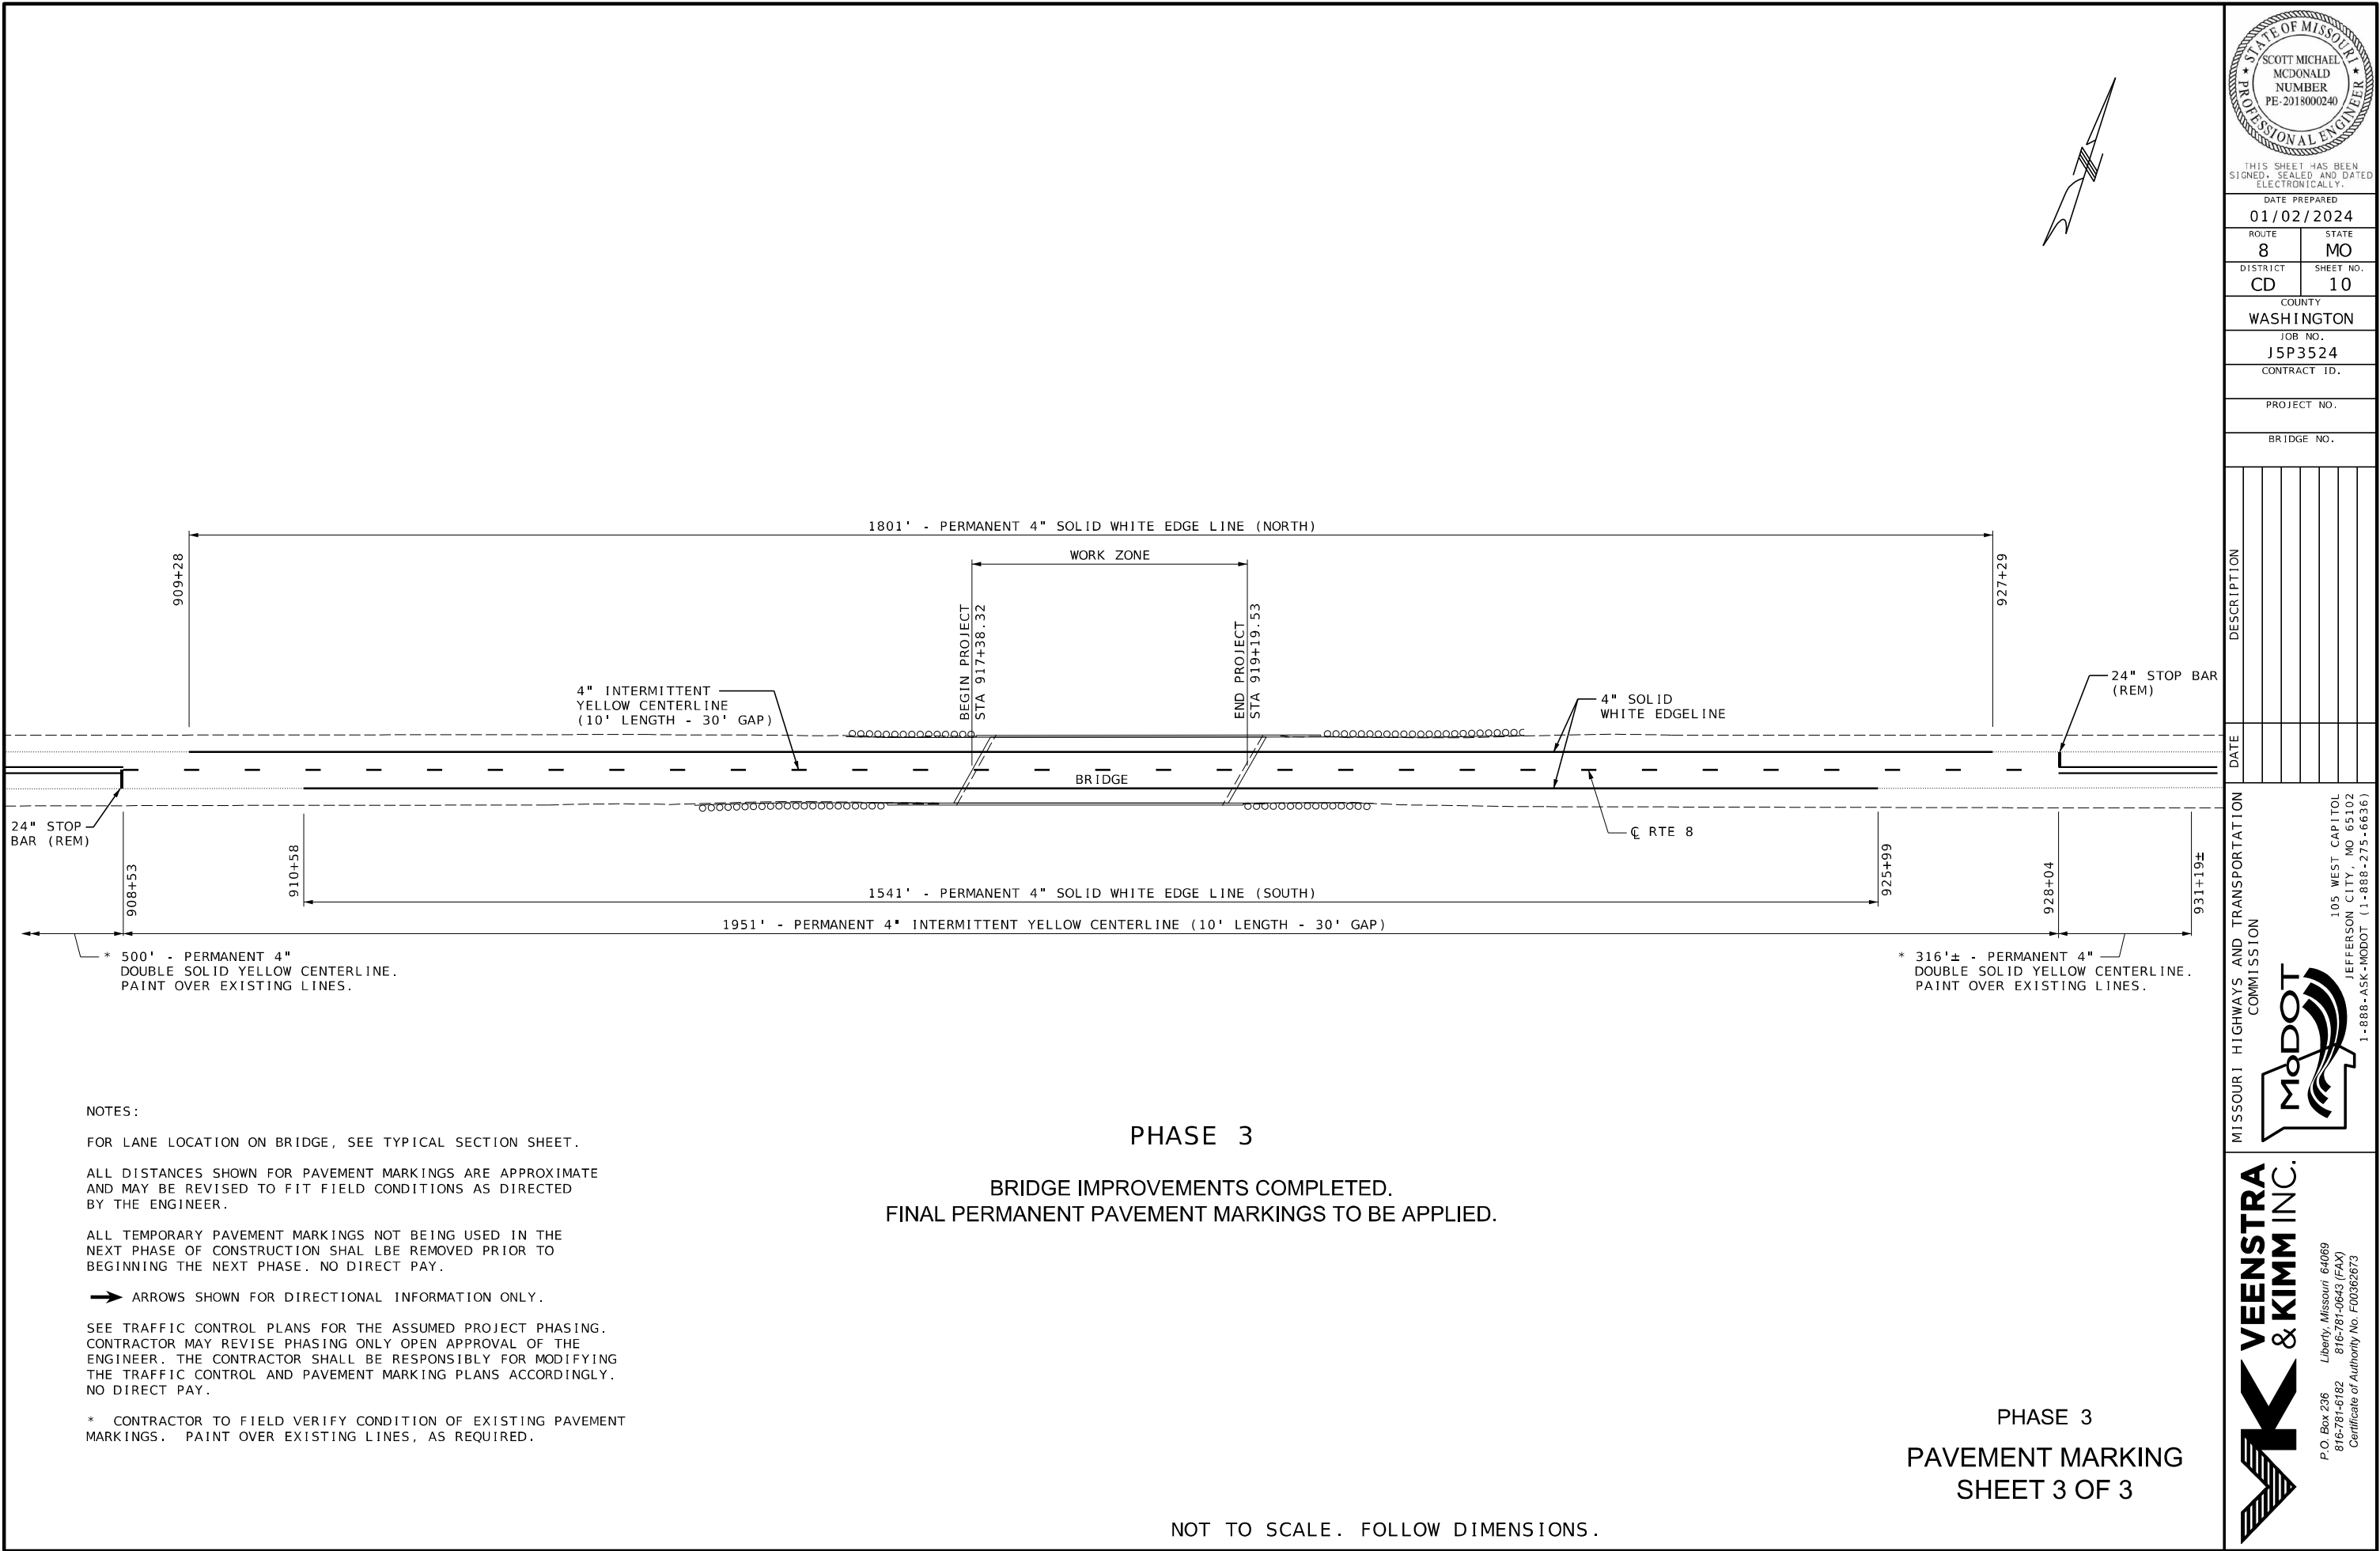 1801' - PERMANENT 4" SOLID WHITE EDGE LINE (NORTH)
WORK ZONE
909+28
BEGIN PROJECT
STA 917+38.32
END PROJECT
STA 919+19.53
927+29
4" INTERMITTENT
YELLOW CENTERLINE
(10' LENGTH - 30' GAP)
4" SOLID
WHITE EDGELINE
24" STOP BAR
(REM)
BRIDGE
24" STOP
BAR (REM)
℄ RTE 8
908+53
910+58
925+99
928+04
931+19±
1541' - PERMANENT 4" SOLID WHITE EDGE LINE (SOUTH)
1951' - PERMANENT 4" INTERMITTENT YELLOW CENTERLINE (10' LENGTH - 30' GAP)
* 500' - PERMANENT 4"
DOUBLE SOLID YELLOW CENTERLINE.
PAINT OVER EXISTING LINES.
* 316'± - PERMANENT 4"
DOUBLE SOLID YELLOW CENTERLINE.
PAINT OVER EXISTING LINES.
NOTES:
FOR LANE LOCATION ON BRIDGE, SEE TYPICAL SECTION SHEET.
ALL DISTANCES SHOWN FOR PAVEMENT MARKINGS ARE APPROXIMATE
AND MAY BE REVISED TO FIT FIELD CONDITIONS AS DIRECTED
BY THE ENGINEER.
ALL TEMPORARY PAVEMENT MARKINGS NOT BEING USED IN THE
NEXT PHASE OF CONSTRUCTION SHAL LBE REMOVED PRIOR TO
BEGINNING THE NEXT PHASE. NO DIRECT PAY.
ARROWS SHOWN FOR DIRECTIONAL INFORMATION ONLY.
SEE TRAFFIC CONTROL PLANS FOR THE ASSUMED PROJECT PHASING.
CONTRACTOR MAY REVISE PHASING ONLY OPEN APPROVAL OF THE
ENGINEER. THE CONTRACTOR SHALL BE RESPONSIBLY FOR MODIFYING
THE TRAFFIC CONTROL AND PAVEMENT MARKING PLANS ACCORDINGLY.
NO DIRECT PAY.
* CONTRACTOR TO FIELD VERIFY CONDITION OF EXISTING PAVEMENT
MARKINGS. PAINT OVER EXISTING LINES, AS REQUIRED.
PHASE 3
BRIDGE IMPROVEMENTS COMPLETED.
FINAL PERMANENT PAVEMENT MARKINGS TO BE APPLIED.
PHASE 3
PAVEMENT MARKING
SHEET 3 OF 3
NOT TO SCALE. FOLLOW DIMENSIONS.
N
STATE OF MISSOURI
SCOTT MICHAEL
MCDONALD
NUMBER
PE-2018000240
PROFESSIONAL ENGINEER
THIS SHEET HAS BEEN
SIGNED, SEALED AND DATED
ELECTRONICALLY.
DATE PREPARED
01/02/2024
ROUTE STATE
8 MO
DISTRICT SHEET NO.
CD 10
COUNTY
WASHINGTON
JOB NO.
J5P3524
CONTRACT ID.
PROJECT NO.
BRIDGE NO.
DESCRIPTION
DATE
MISSOURI HIGHWAYS AND TRANSPORTATION
COMMISSION
MoDOT
105 WEST CAPITOL
JEFFERSON CITY, MO 65102
1-888-ASK-MODOT (1-888-275-6636)
VK
VEENSTRA
& KIMM INC.
P.O. Box 236 Liberty, Missouri 64069
816-781-6182 816-781-0643 (FAX)
Certificate of Authority No. F00362673